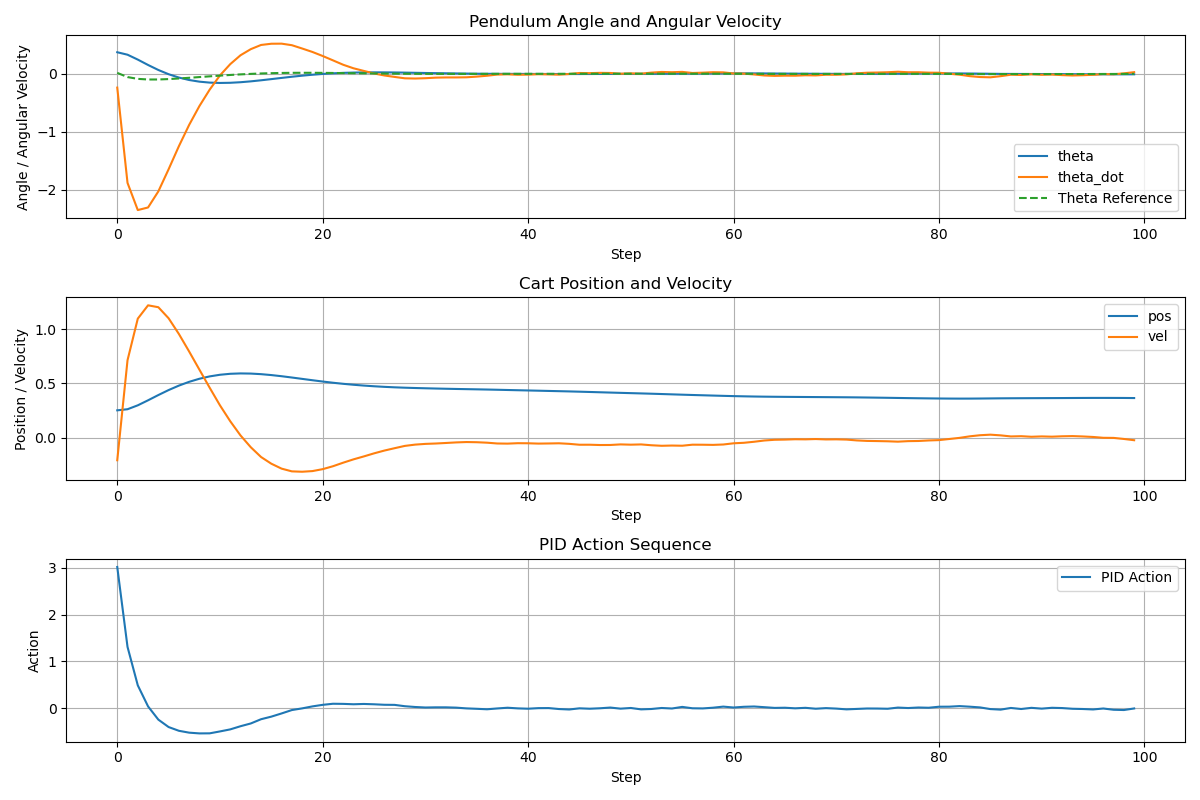 Pendulum Angle and Angular Velocity
Angle / Angular Velocity
0
−1
−2
theta
theta_dot
Theta Reference
0 20 40 60 80 100
Step
Cart Position and Velocity
Position / Velocity
1.0
0.5
0.0
pos
vel
0 20 40 60 80 100
Step
PID Action Sequence
Action
3
2
1
0
PID Action
0 20 40 60 80 100
Step